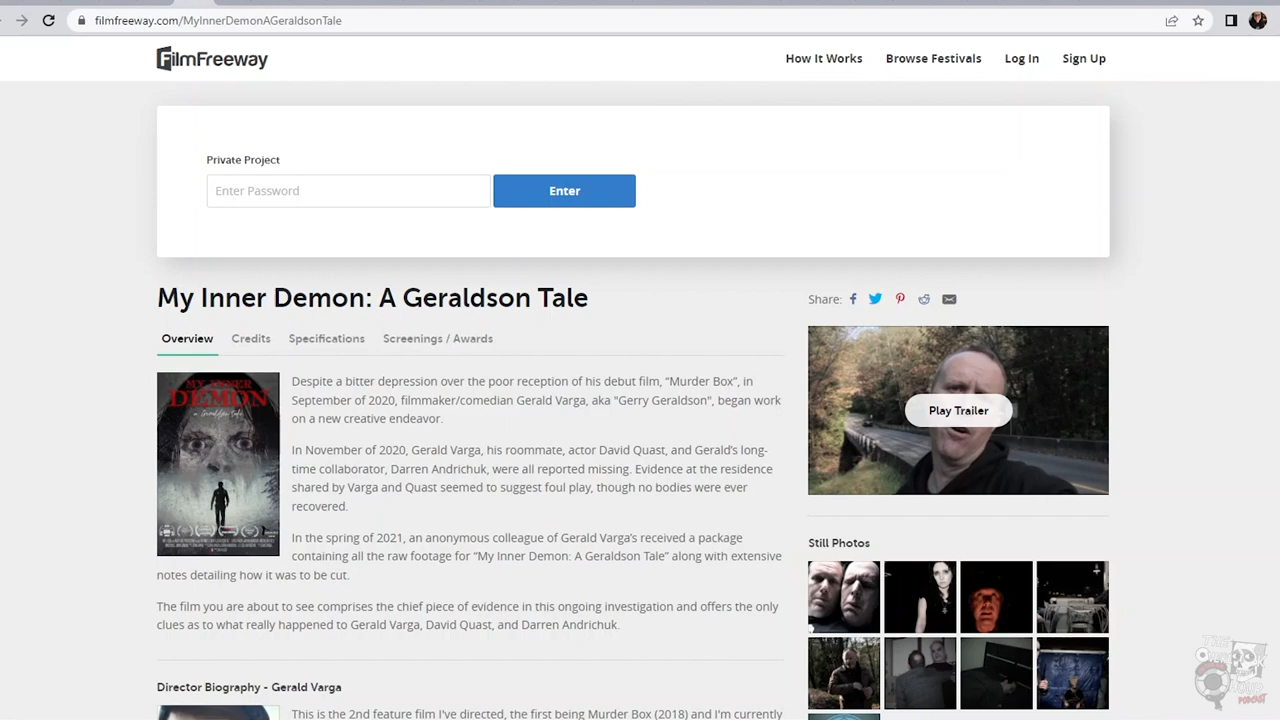 filmfreeway.com/MyInnerDemonAGeraldsonTale
FilmFreeway
How It Works
Browse Festivals
Log In
Sign Up
Private Project
Enter Password
Enter
My Inner Demon: A Geraldson Tale
Share:
Overview
Credits
Specifications
Screenings / Awards
MY INNER
DEMON
a Geraldson tale
Despite a bitter depression over the poor reception of his debut film, “Murder Box”, in
September of 2020, filmmaker/comedian Gerald Varga, aka "Gerry Geraldson", began work
on a new creative endeavor.
In November of 2020, Gerald Varga, his roommate, actor David Quast, and Gerald’s long-
time collaborator, Darren Andrichuk, were all reported missing. Evidence at the residence
shared by Varga and Quast seemed to suggest foul play, though no bodies were ever
recovered.
In the spring of 2021, an anonymous colleague of Gerald Varga’s received a package
containing all the raw footage for “My Inner Demon: A Geraldson Tale” along with extensive
notes detailing how it was to be cut.
The film you are about to see comprises the chief piece of evidence in this ongoing investigation and offers the only
clues as to what really happened to Gerald Varga, David Quast, and Darren Andrichuk.
Play Trailer
Still Photos
Director Biography - Gerald Varga
This is the 2nd feature film I've directed, the first being Murder Box (2018) and I'm currently
THE
PODCAST